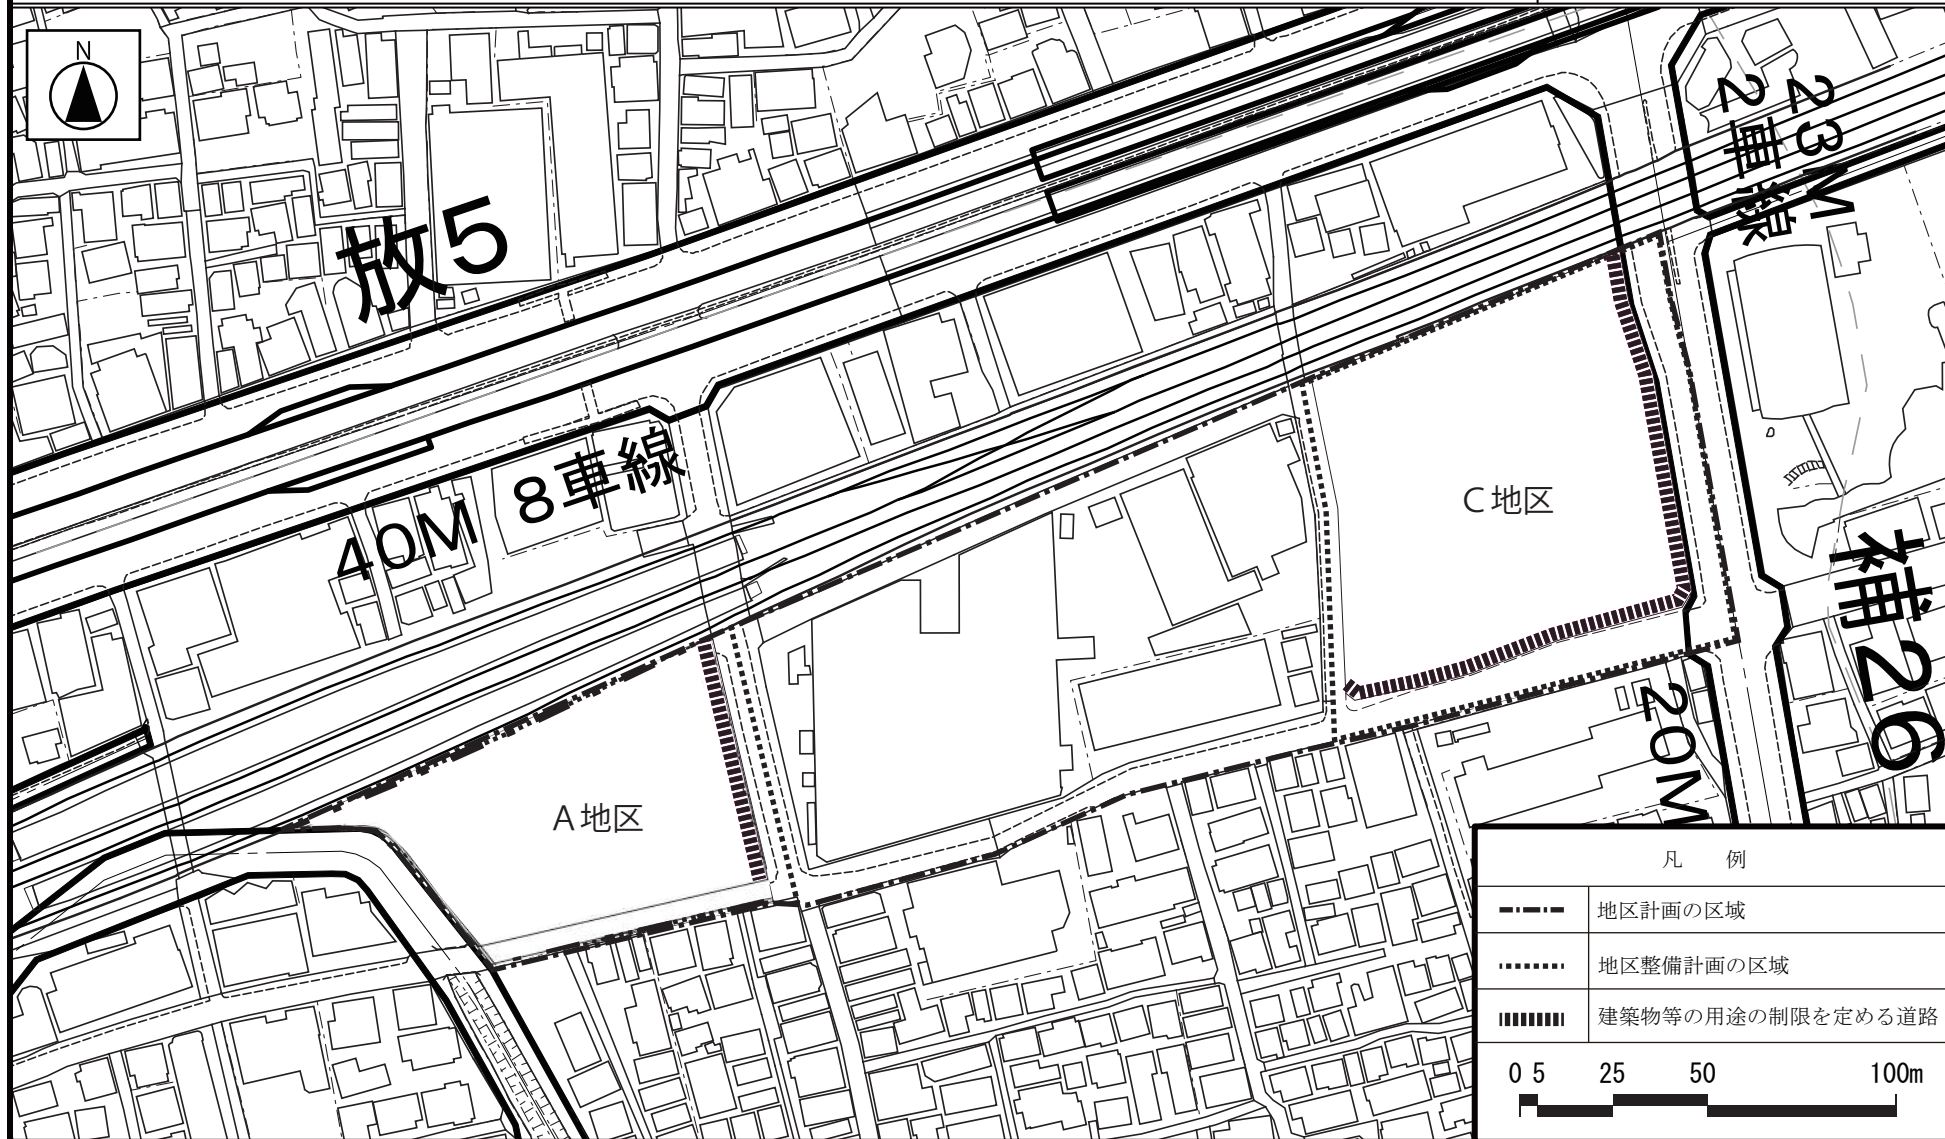 N
放5
23M
2車線
8車線
40M
C地区
補26
20M
A地区
凡 例
地区計画の区域
地区整備計画の区域
建築物等の用途の制限を定める道路
0 5 25 50 100m